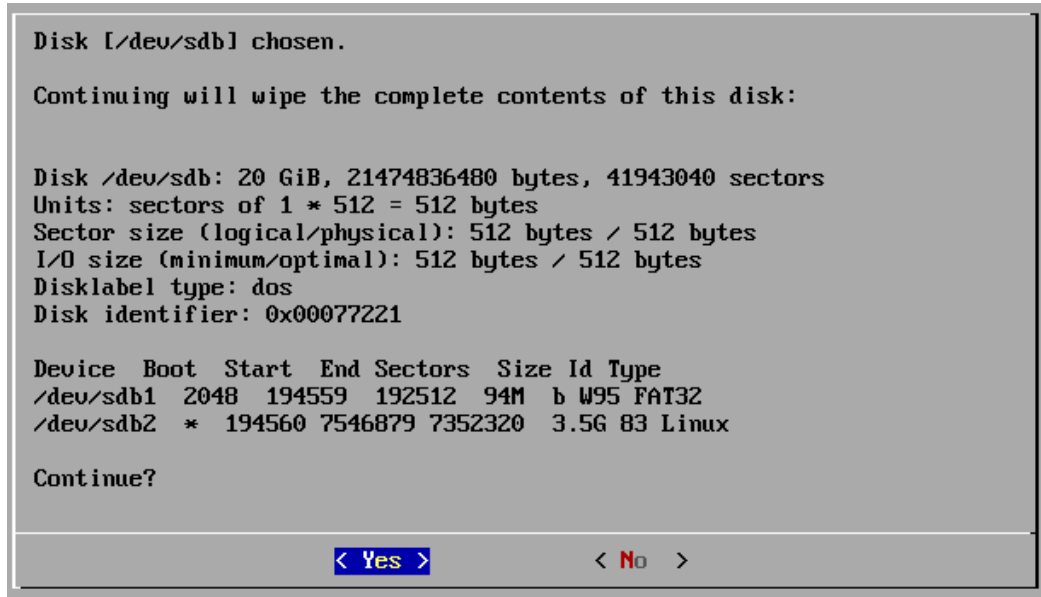 Disk [/dev/sdb] chosen.
Continuing will wipe the complete contents of this disk:
Disk /dev/sdb: 20 GiB, 21474836480 bytes, 41943040 sectors
Units: sectors of 1 * 512 = 512 bytes
Sector size (logical/physical): 512 bytes / 512 bytes
I/O size (minimum/optimal): 512 bytes / 512 bytes
Disklabel type: dos
Disk identifier: 0x00077221
Device  Boot  Start  End Sectors  Size Id Type
/dev/sdb1  2048  194559  192512  94M  b W95 FAT32
/dev/sdb2  *  194560 7546879 7352320  3.5G 83 Linux
Continue?
< Yes > < No >